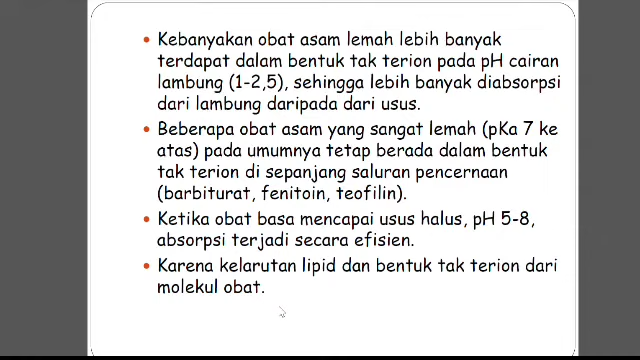 • Kebanyakan obat asam lemah lebih banyak
terdapat dalam bentuk tak terion pada pH cairan
lambung (1-2,5), sehingga lebih banyak diabsorpsi
dari lambung daripada dari usus.
• Beberapa obat asam yang sangat lemah (pKa 7 ke
atas) pada umumnya tetap berada dalam bentuk
tak terion di sepanjang saluran pencernaan
(barbiturat, fenitoin, teofilin).
• Ketika obat basa mencapai usus halus, pH 5-8,
absorpsi terjadi secara efisien.
• Karena kelarutan lipid dan bentuk tak terion dari
molekul obat.